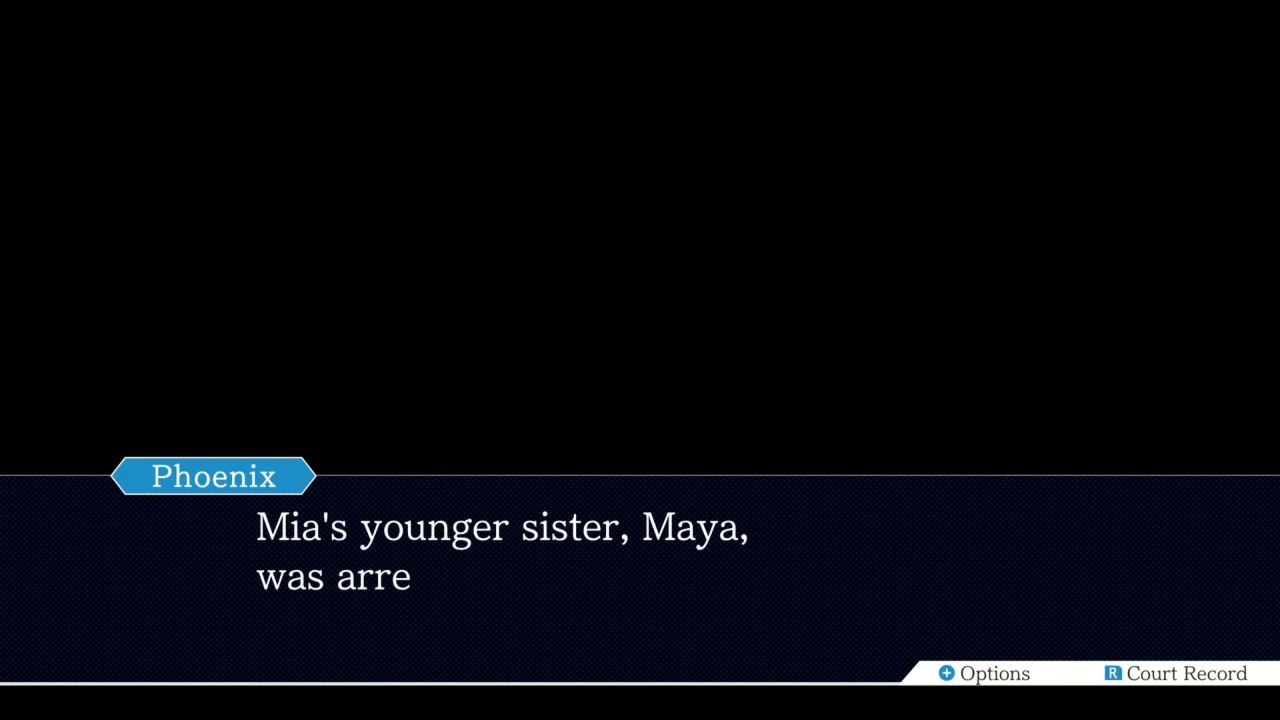 Phoenix
Mia's younger sister, Maya,
was arre
Options
R Court Record